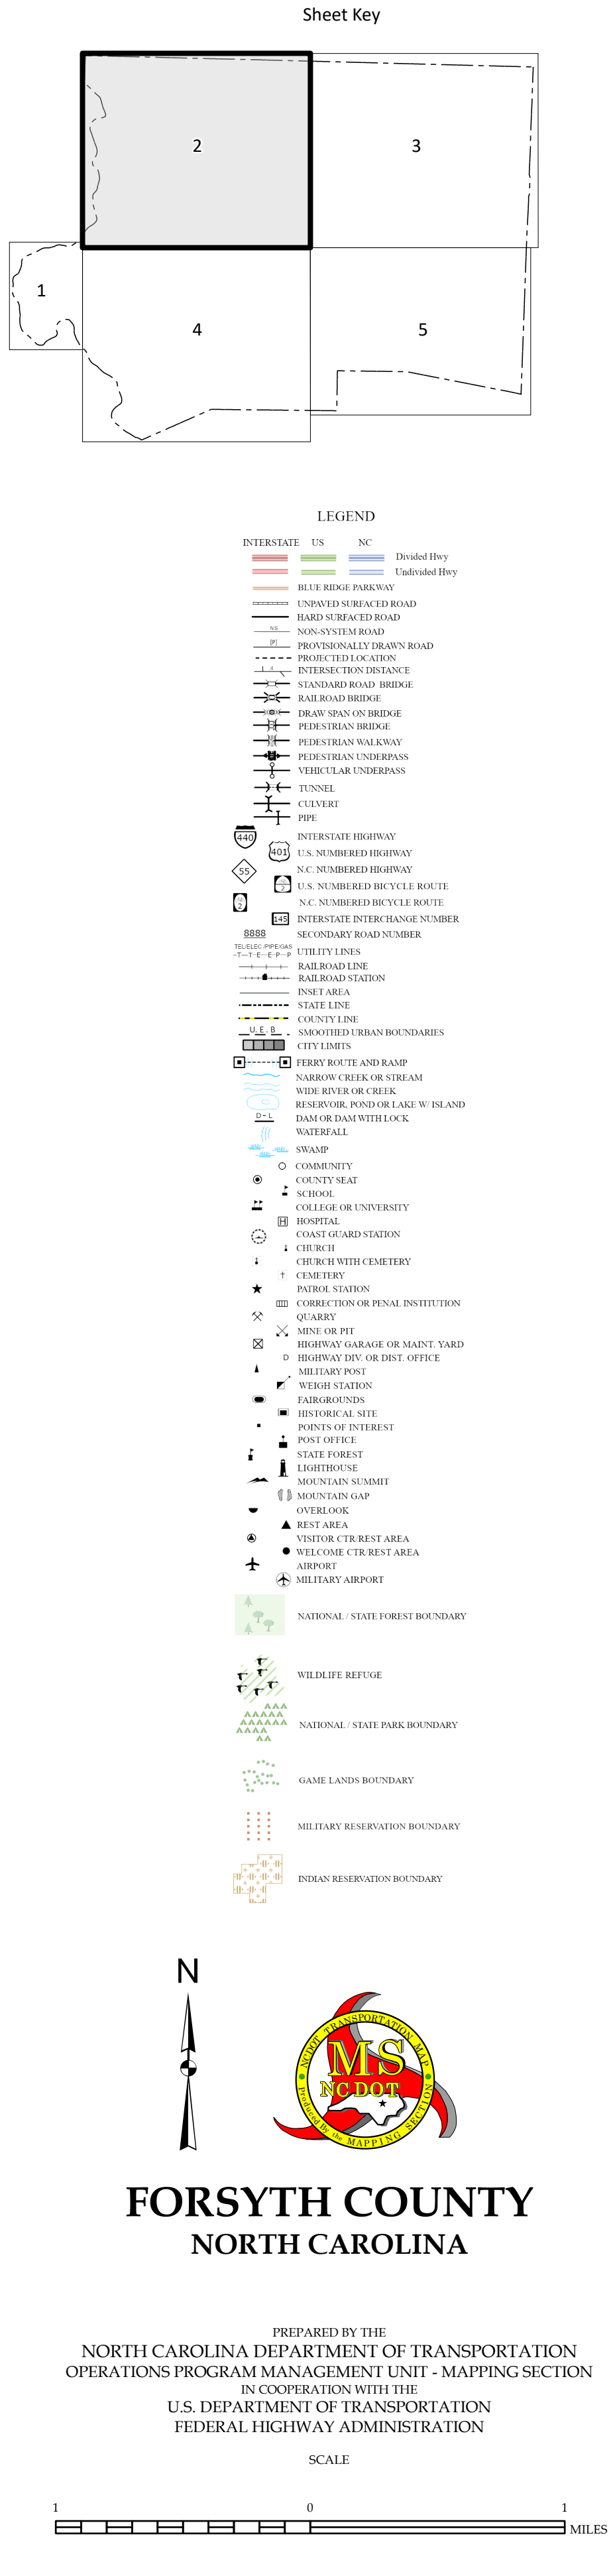 Sheet Key
2
3
1
4
5
LEGEND
INTERSTATE US NC
Divided Hwy
Undivided Hwy
BLUE RIDGE PARKWAY
UNPAVED SURFACED ROAD
HARD SURFACED ROAD
N S NON-SYSTEM ROAD
[P] PROVISIONALLY DRAWN ROAD
PROJECTED LOCATION
.4 INTERSECTION DISTANCE
STANDARD ROAD BRIDGE
RAILROAD BRIDGE
DRAW SPAN ON BRIDGE
PEDESTRIAN BRIDGE
PEDESTRIAN WALKWAY
PEDESTRIAN UNDERPASS
VEHICULAR UNDERPASS
TUNNEL
CULVERT
PIPE
440 INTERSTATE HIGHWAY
401 U.S. NUMBERED HIGHWAY
55 N.C. NUMBERED HIGHWAY
2 U.S. NUMBERED BICYCLE ROUTE
2 N.C. NUMBERED BICYCLE ROUTE
145 INTERSTATE INTERCHANGE NUMBER
8888 SECONDARY ROAD NUMBER
TEL/ELEC /PIPE/GAS
-T--T-E--E-P--P UTILITY LINES
RAILROAD LINE
RAILROAD STATION
INSET AREA
STATE LINE
COUNTY LINE
U. E. B SMOOTHED URBAN BOUNDARIES
CITY LIMITS
FERRY ROUTE AND RAMP
NARROW CREEK OR STREAM
WIDE RIVER OR CREEK
RESERVOIR, POND OR LAKE W/ ISLAND
D-L DAM OR DAM WITH LOCK
WATERFALL
SWAMP
COMMUNITY
COUNTY SEAT
SCHOOL
COLLEGE OR UNIVERSITY
H HOSPITAL
COAST GUARD STATION
CHURCH
CHURCH WITH CEMETERY
CEMETERY
PATROL STATION
CORRECTION OR PENAL INSTITUTION
QUARRY
MINE OR PIT
HIGHWAY GARAGE OR MAINT. YARD
D HIGHWAY DIV. OR DIST. OFFICE
MILITARY POST
WEIGH STATION
FAIRGROUNDS
HISTORICAL SITE
POINTS OF INTEREST
POST OFFICE
STATE FOREST
LIGHTHOUSE
MOUNTAIN SUMMIT
MOUNTAIN GAP
OVERLOOK
REST AREA
VISITOR CTR/REST AREA
WELCOME CTR/REST AREA
AIRPORT
MILITARY AIRPORT
NATIONAL / STATE FOREST BOUNDARY
WILDLIFE REFUGE
NATIONAL / STATE PARK BOUNDARY
GAME LANDS BOUNDARY
MILITARY RESERVATION BOUNDARY
INDIAN RESERVATION BOUNDARY
N
NCDOT TRANSPORTATION MAP
MS
NCDOT
Produced By the MAPPING SECTION
FORSYTH COUNTY
NORTH CAROLINA
PREPARED BY THE
NORTH CAROLINA DEPARTMENT OF TRANSPORTATION
OPERATIONS PROGRAM MANAGEMENT UNIT - MAPPING SECTION
IN COOPERATION WITH THE
U.S. DEPARTMENT OF TRANSPORTATION
FEDERAL HIGHWAY ADMINISTRATION
SCALE
1 0 1
MILES